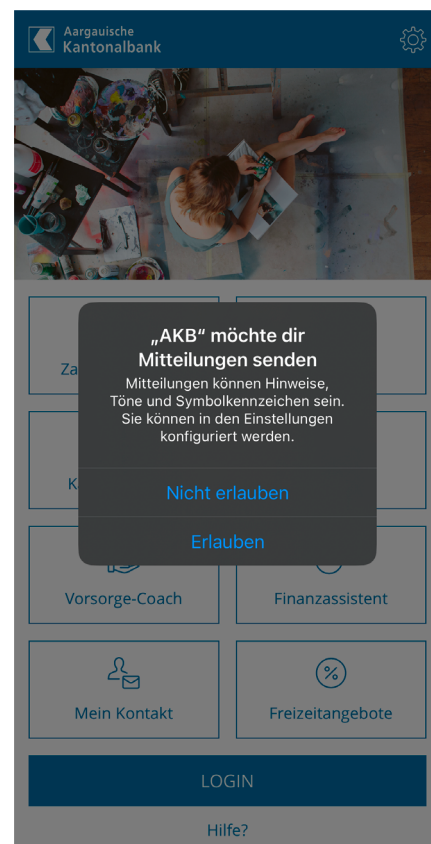 Aargauische
Kantonalbank
„AKB“ möchte dir
Mitteilungen senden
Mitteilungen können Hinweise,
Töne und Symbolkennzeichen sein.
Sie können in den Einstellungen
konfiguriert werden.
Nicht erlauben
Erlauben
Vorsorge-Coach
Finanzassistent
Mein Kontakt
Freizeitangebote
LOGIN
Hilfe?